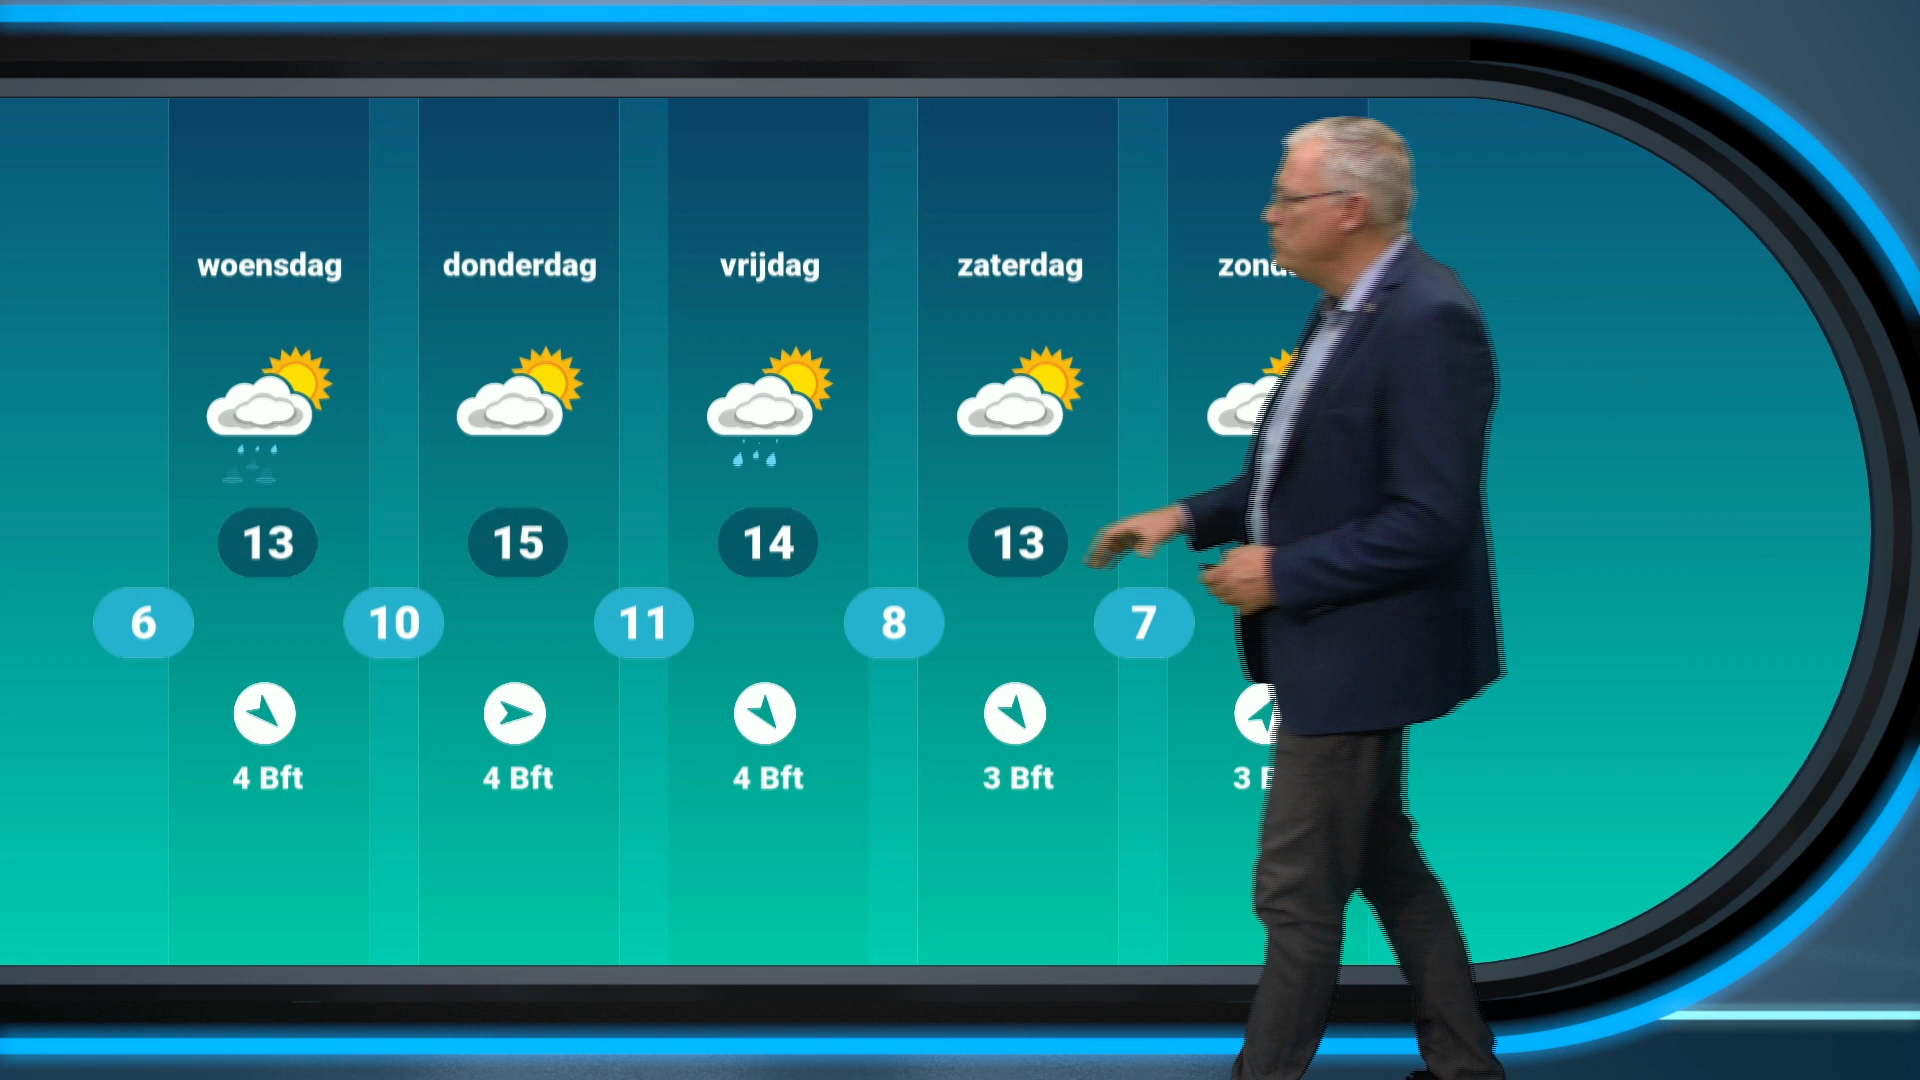 woensdag donderdag vrijdag zaterdag
13 15 14 13
6 10 11 8 7
4 Bft 4 Bft 4 Bft 3 Bft 3